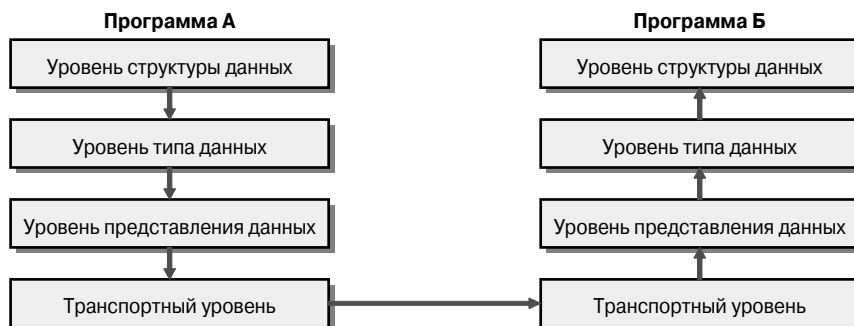 Программа А
Уровень структуры данных
Уровень типа данных
Уровень представления данных
Транспортный уровень
Программа Б
Уровень структуры данных
Уровень типа данных
Уровень представления данных
Транспортный уровень